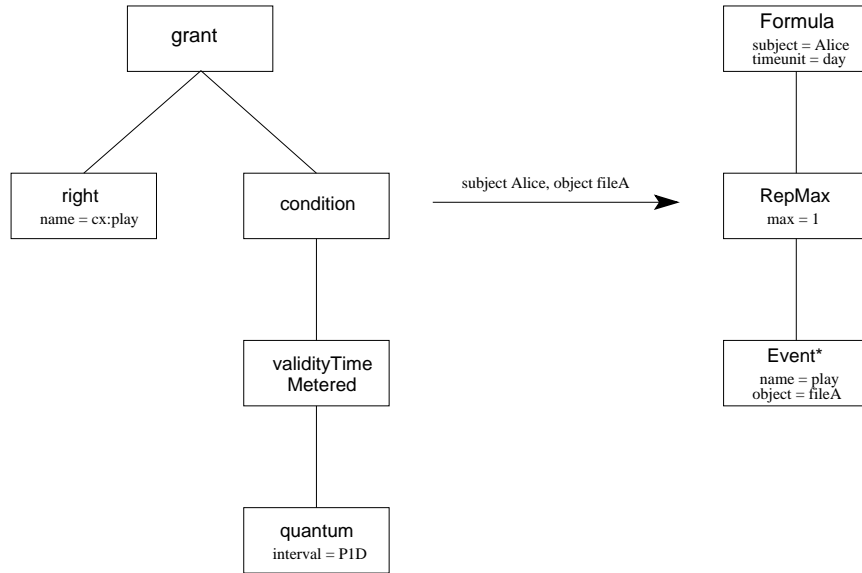 grant
right
name = cx:play
condition
validityTime
Metered
quantum
interval = P1D
subject Alice, object fileA
Formula
subject = Alice
timeunit = day
RepMax
max = 1
Event*
name = play
object = fileA